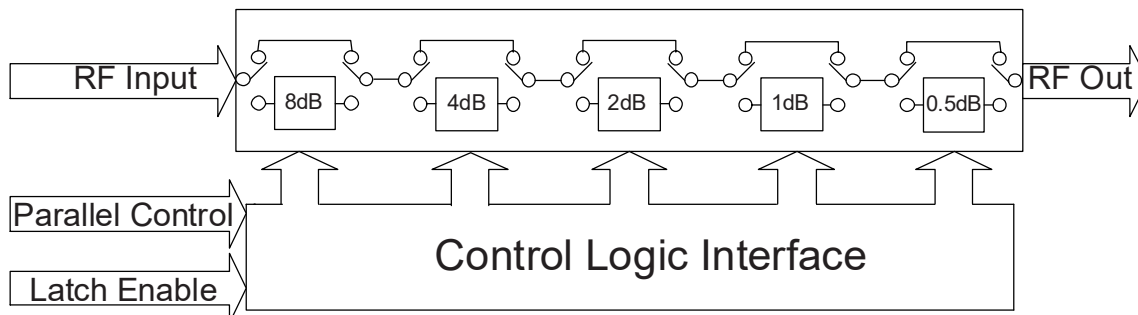 RF Input
8dB
4dB
2dB
1dB
0.5dB
RF Out
Parallel Control
Control Logic Interface
Latch Enable